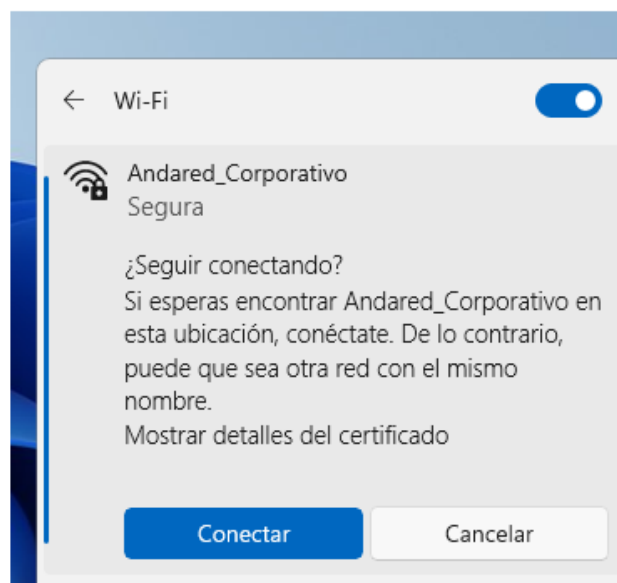 Wi-Fi
Andared_Corporativo
Segura
¿Seguir conectando?
Si esperas encontrar Andared_Corporativo en
esta ubicación, conéctate. De lo contrario,
puede que sea otra red con el mismo
nombre.
Mostrar detalles del certificado
Conectar
Cancelar